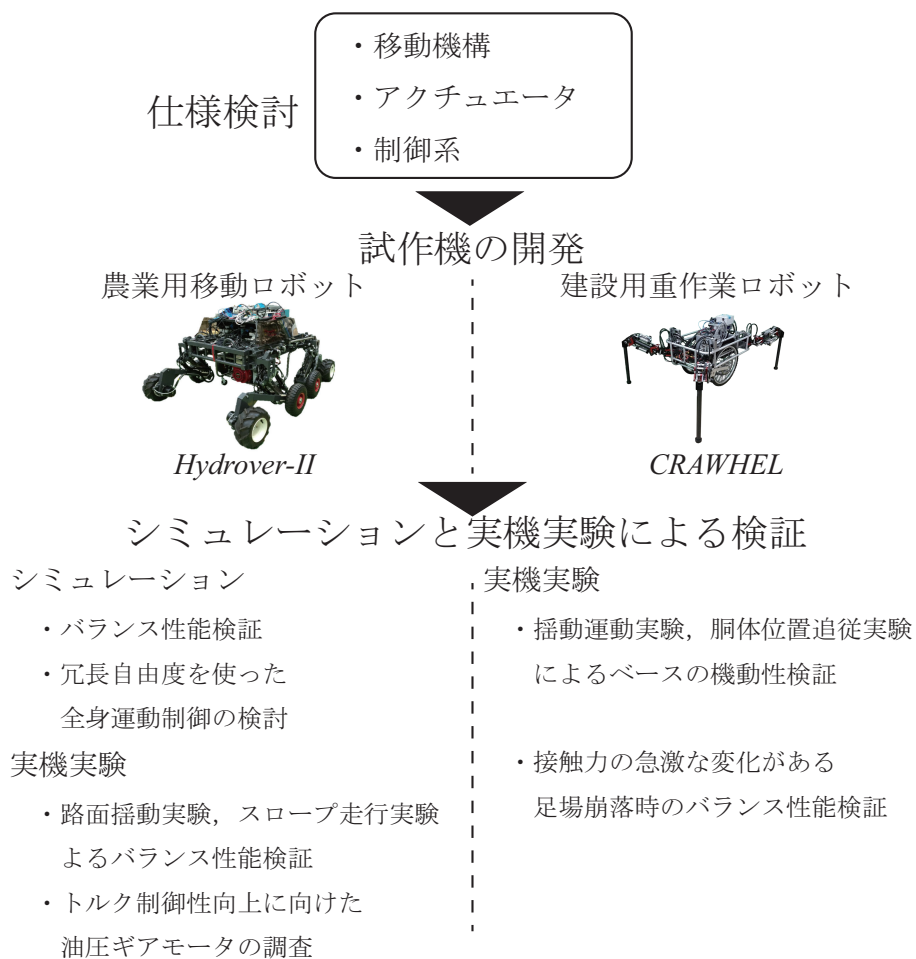 仕様検討
・移動機構
・アクチュエータ
・制御系
試作機の開発
農業用移動ロボット
Hydrover-II
建設用重作業ロボット
CRAWHEL
シミュレーションと実機実験による検証
シミュレーション
・バランス性能検証
・冗長自由度を使った
全身運動制御の検討
実機実験
・路面揺動実験，スロープ走行実験
よるバランス性能検証
・トルク制御性向上に向けた
油圧ギアモータの調査
実機実験
・揺動運動実験，胴体位置追従実験
によるベースの機動性検証
・接触力の急激な変化がある
足場崩落時のバランス性能検証